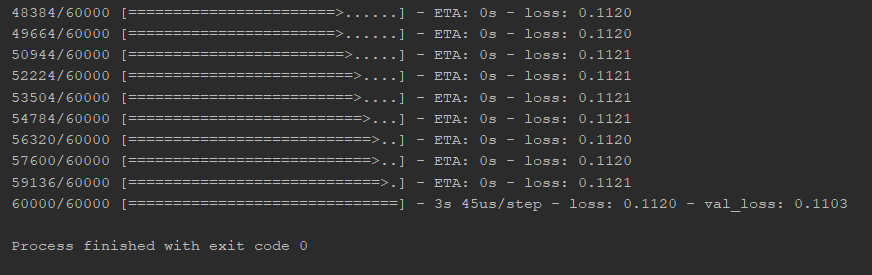 48384/60000 [=======================>......] - ETA: 0s - loss: 0.1120
49664/60000 [=======================>......] - ETA: 0s - loss: 0.1120
50944/60000 [========================>.....] - ETA: 0s - loss: 0.1121
52224/60000 [=========================>....] - ETA: 0s - loss: 0.1121
53504/60000 [=========================>....] - ETA: 0s - loss: 0.1121
54784/60000 [==========================>...] - ETA: 0s - loss: 0.1121
56320/60000 [===========================>..] - ETA: 0s - loss: 0.1120
57600/60000 [===========================>..] - ETA: 0s - loss: 0.1120
59136/60000 [============================>.] - ETA: 0s - loss: 0.1121
60000/60000 [==============================] - 3s 45us/step - loss: 0.1120 - val_loss: 0.1103
Process finished with exit code 0